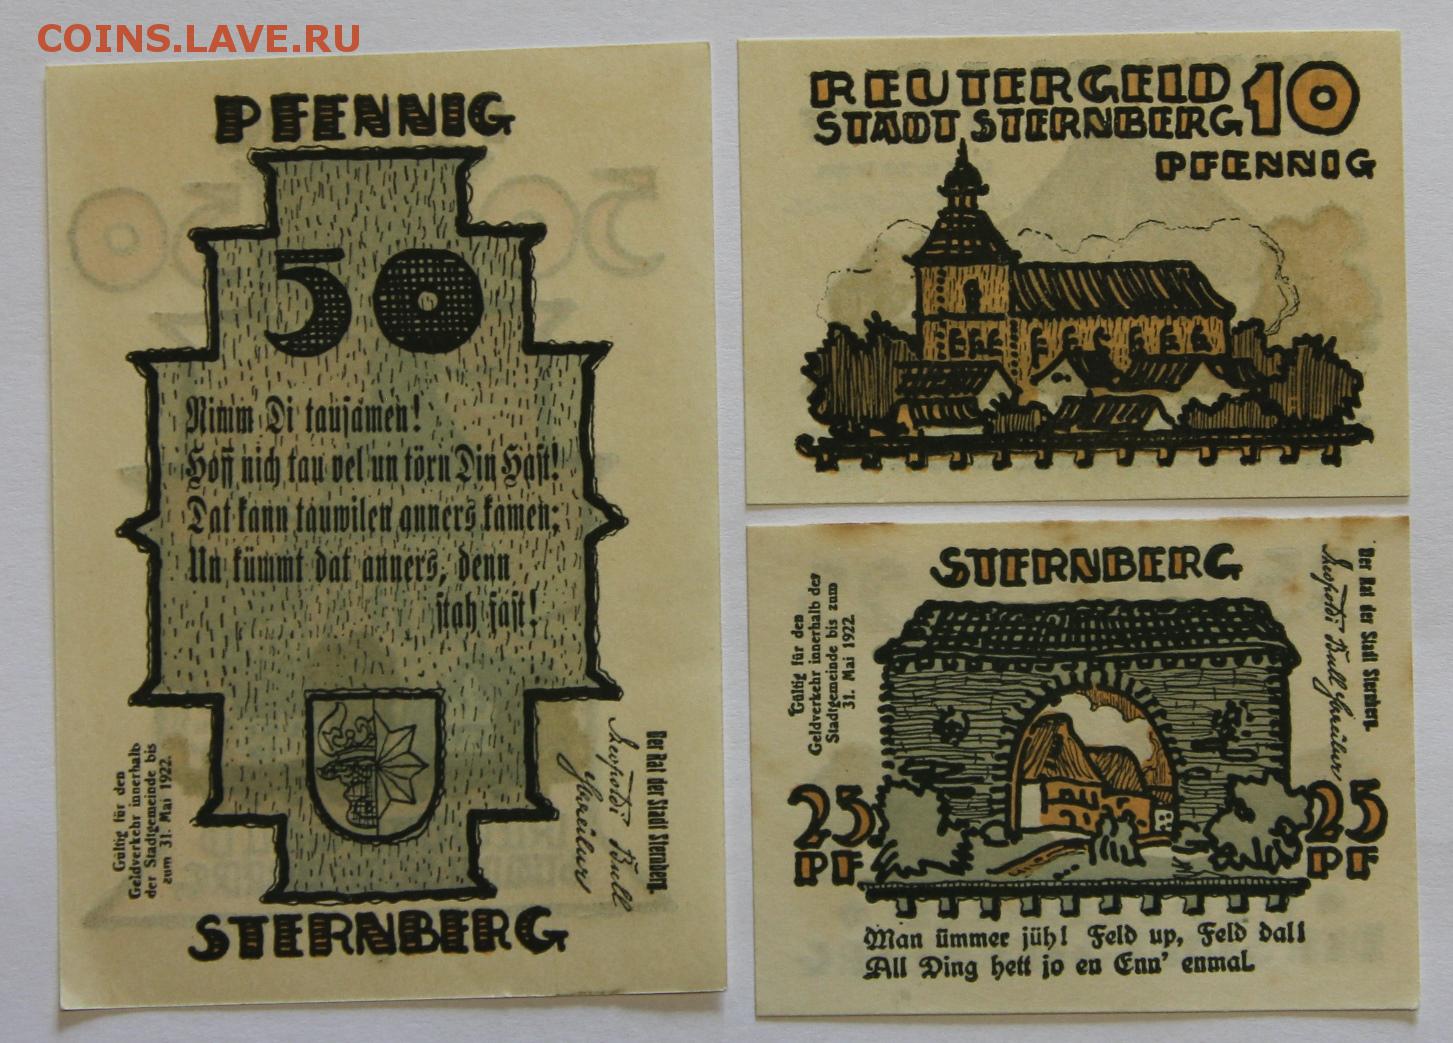 COINS.LAVE.RU
PFENNIG
50
Nimm Di tausamen!
Hoff nich tau vel un törn Din Hast!
Dat kann tauwilen anners kamen;
Un kümmt dat anners, denn
stah fast!
Gültig für den
Geldverkehr innerhalb
der Stadtgemeinde bis
zum 31. Mai 1922.
Der Rat der Stadt Sternberg.
STERNBERG
REUTERGELD
STADT STERNBERG
10
PFENNIG
STERNBERG
Gültig für den
Geldverkehr innerhalb der
Stadtgemeinde bis zum
31. Mai 1922.
Der Rat der Stadt Sternberg.
25
PF
25
PF
Man ümmer jüh! Feld up, Feld dal!
All Ding hett jo en Enn' enmal.